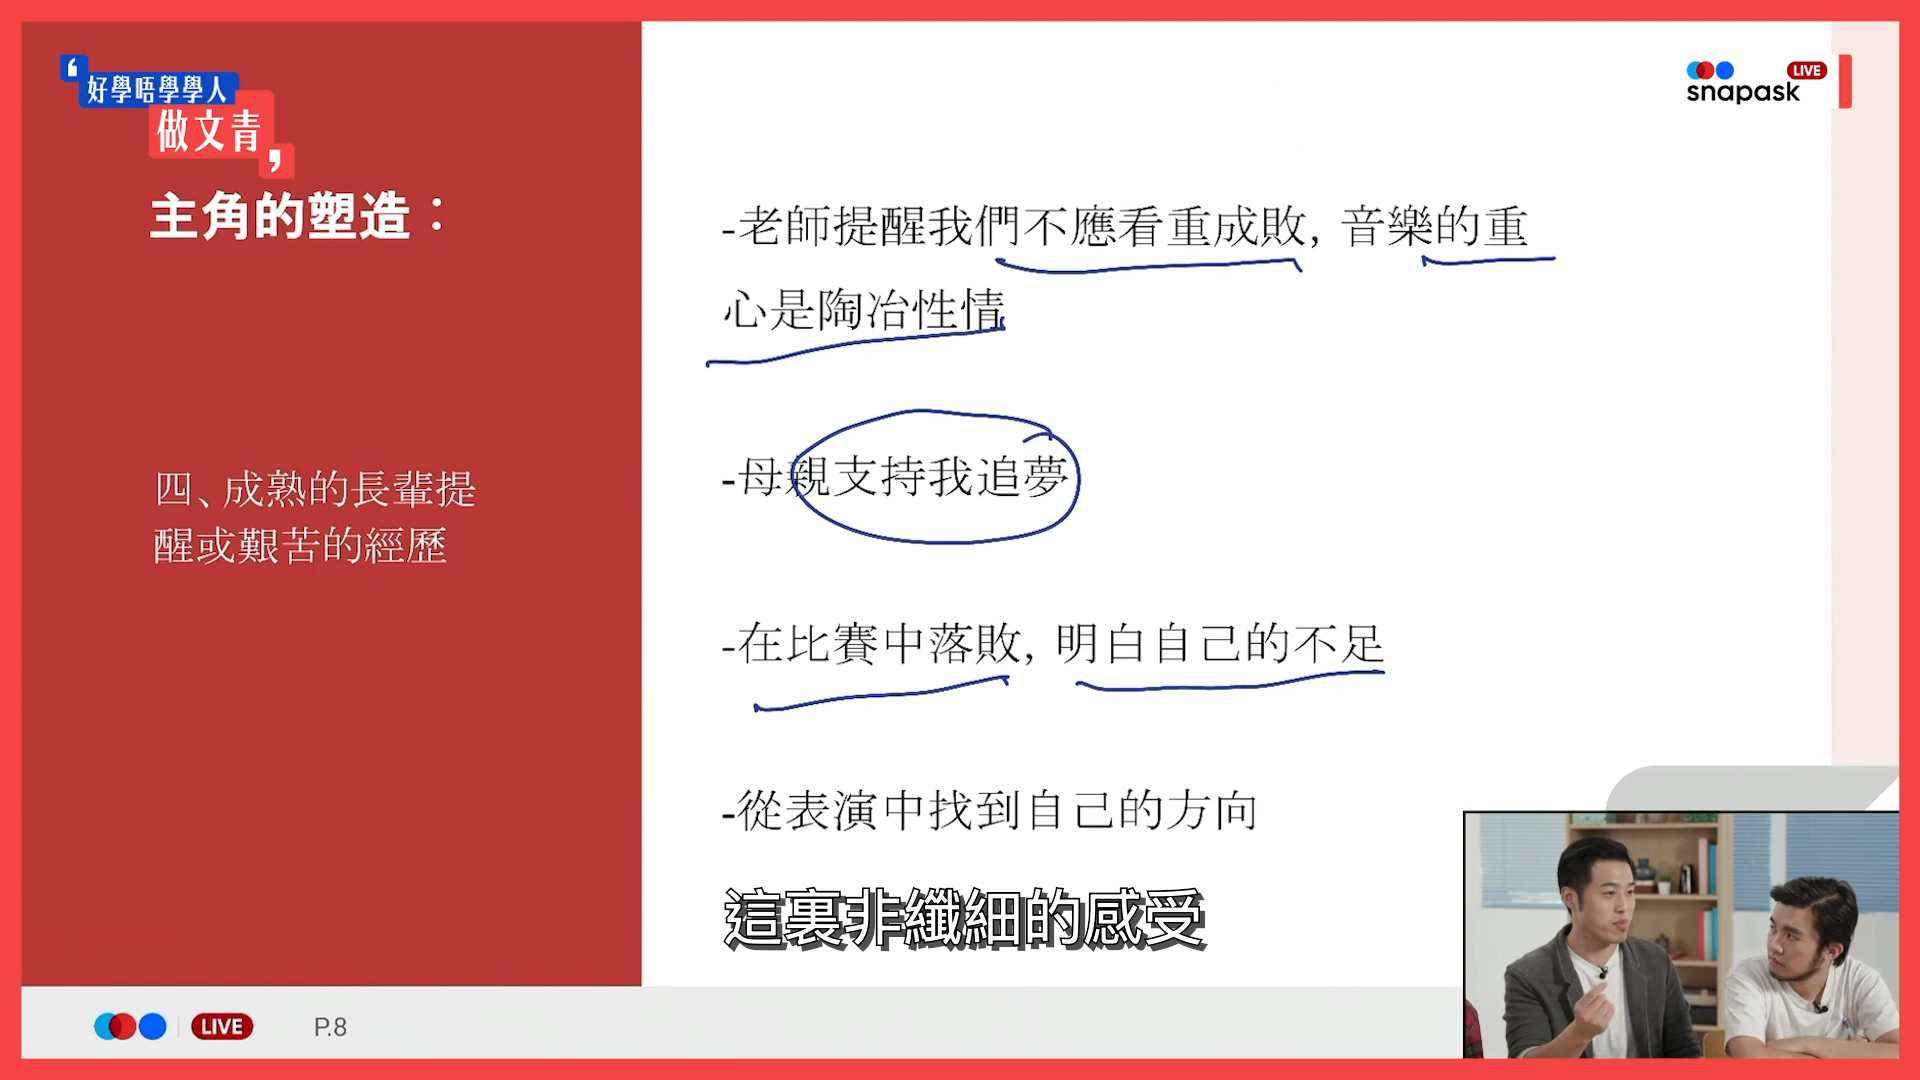 好學唔學學人
做文青
LIVE
snapask
主角的塑造：
四、成熟的長輩提
醒或艱苦的經歷
-老師提醒我們不應看重成敗，音樂的重
心是陶冶性情
-母親支持我追夢
-在比賽中落敗，明白自己的不足
-從表演中找到自己的方向
這裏非纖細的感受
LIVE
P.8